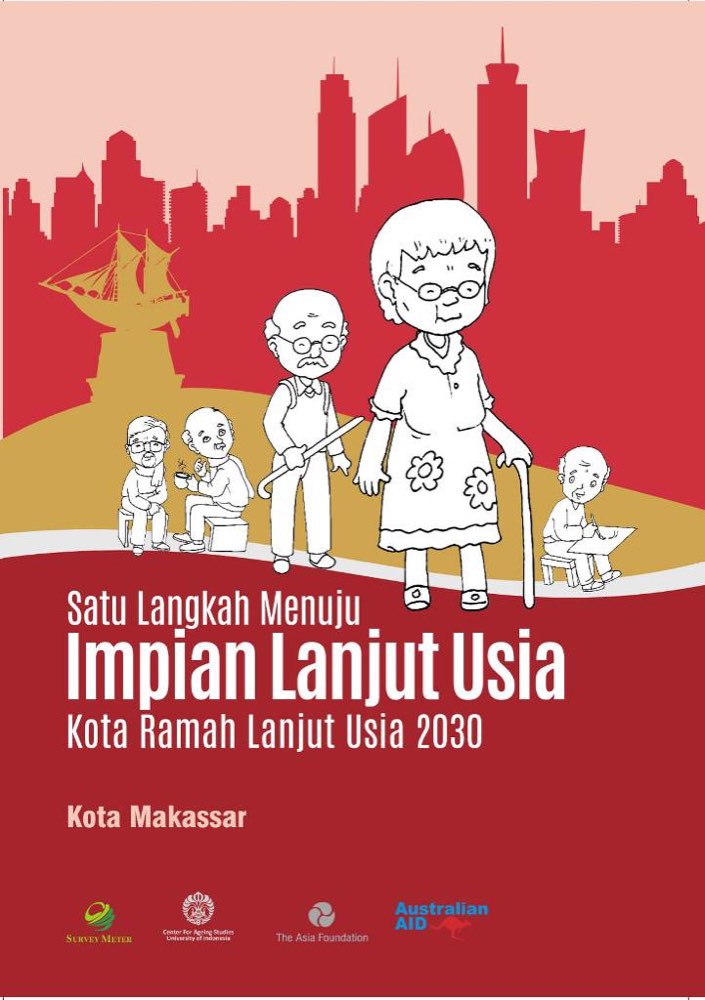 Satu Langkah Menuju
Impian Lanjut Usia
Kota Ramah Lanjut Usia 2030
Kota Makassar
SURVEY METER
Center For Ageing Studies
University of Indonesia
The Asia Foundation
Australian
AID